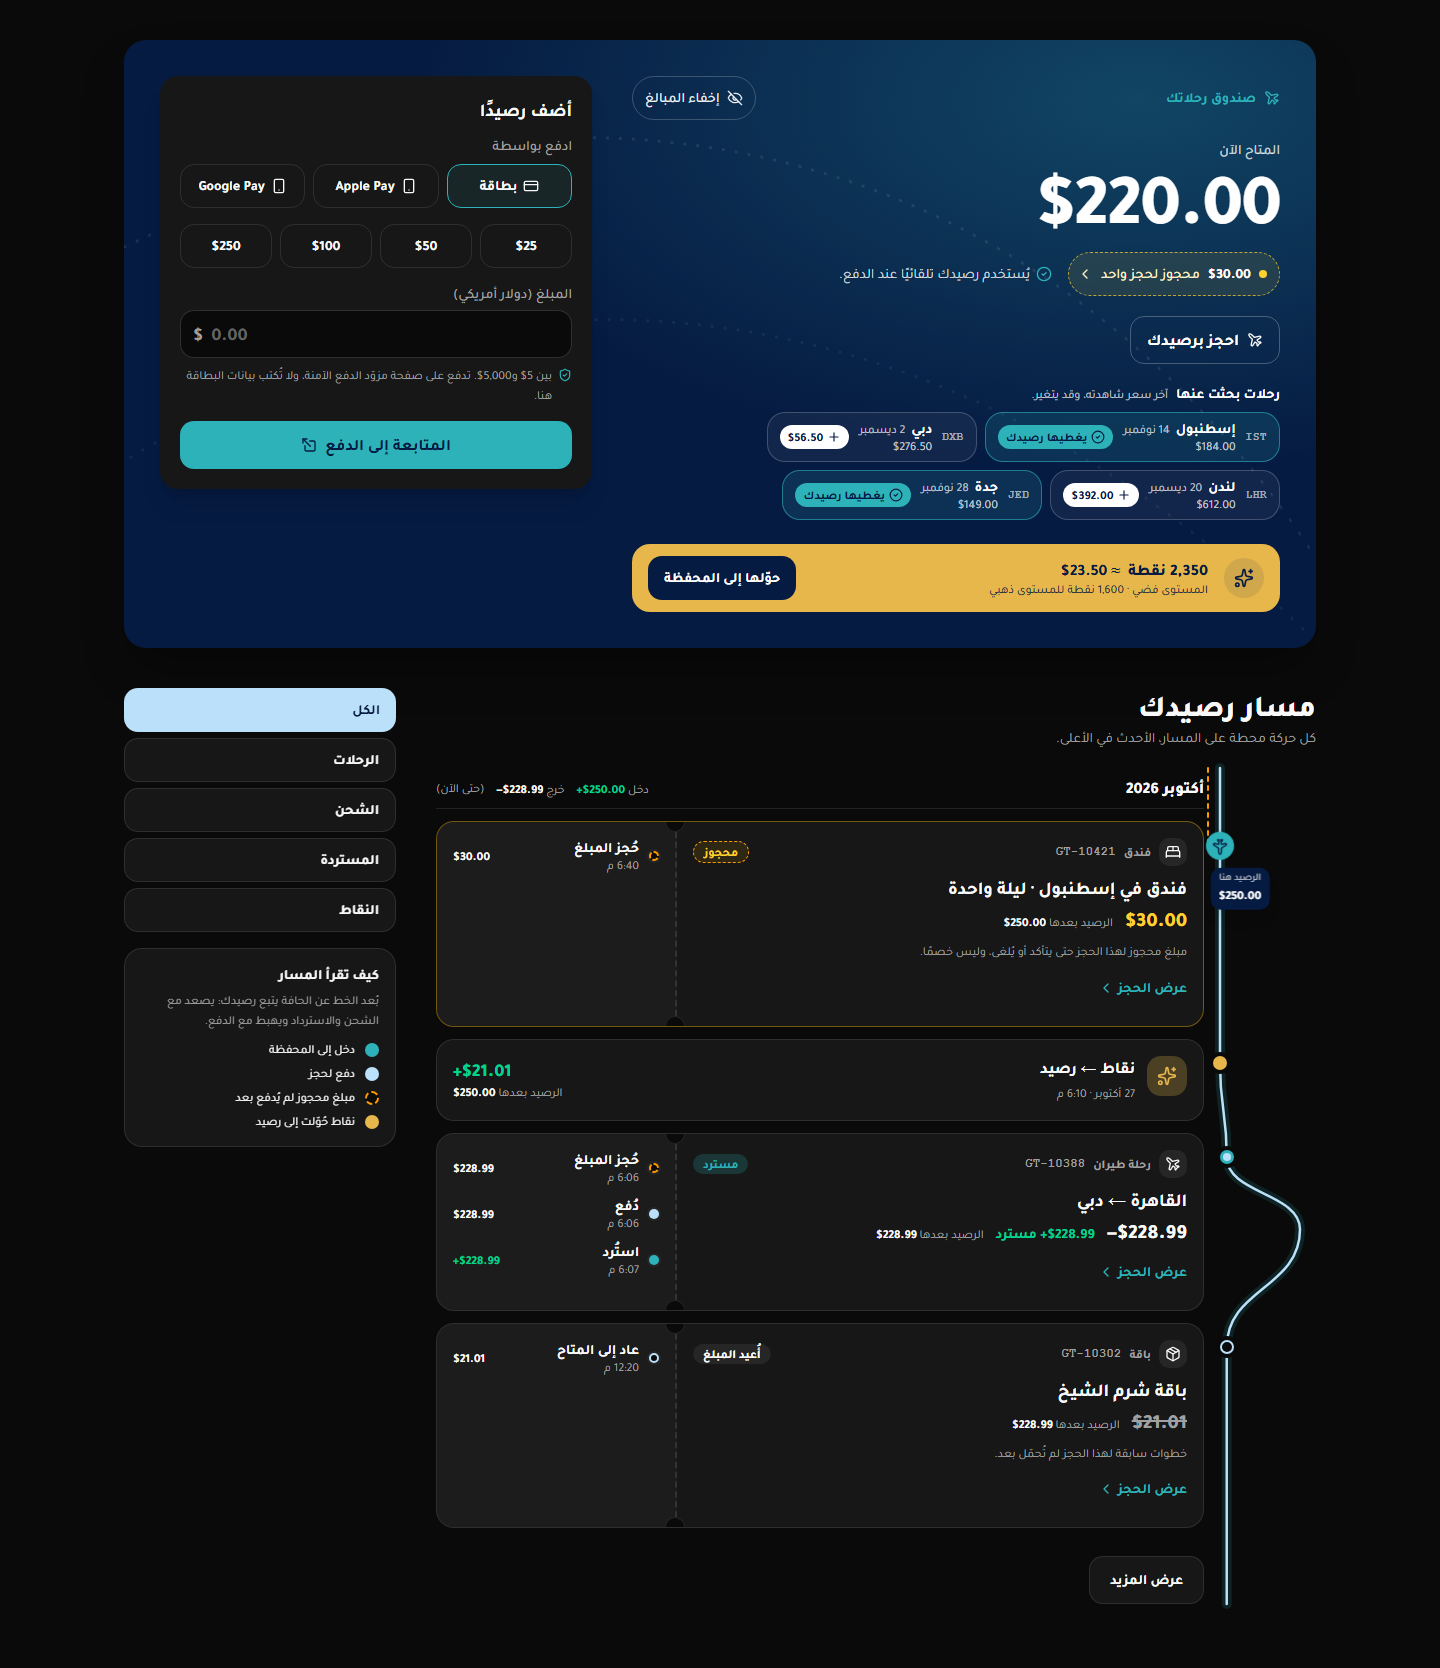 صندوق رحلاتك
إخفاء المبالغ
المتاح الآن
$220.00
$30.00 محجوز لحجز واحد
يُستخدم رصيدك تلقائيًا عند الدفع.
احجز برصيدك
رحلات بحثت عنها آخر سعر شاهدته، وقد يتغير.
IST إسطنبول 14 نوفمبر $184.00 يغطيها رصيدك
DXB دبي 2 ديسمبر $276.50 + $56.50
LHR لندن 20 ديسمبر $612.00 + $392.00
JED جدة 28 نوفمبر $149.00 يغطيها رصيدك
2,350 نقطة ≈ $23.50
المستوى فضي · 1,600 نقطة للمستوى ذهبي
حوّلها إلى المحفظة
أضف رصيدًا
ادفع بواسطة
بطاقة
Apple Pay
Google Pay
$25
$50
$100
$250
المبلغ (دولار أمريكي)
$ 0.00
بين $5 و$5,000. تدفع على صفحة مزوّد الدفع الآمنة، ولا تُكتب بيانات البطاقة
هنا.
المتابعة إلى الدفع
مسار رصيدك
كل حركة محطة على المسار، الأحدث في الأعلى.
أكتوبر 2026
دخل +$250.00 خرج −$228.99 (حتى الآن)
الرصيد هنا
$250.00
فندق GT-10421
محجوز
فندق في إسطنبول · ليلة واحدة
$30.00 الرصيد بعدها $250.00
مبلغ محجوز لهذا الحجز حتى يتأكد أو يُلغى، وليس خصمًا.
عرض الحجز
حُجز المبلغ $30.00
6:40 م
نقاط ← رصيد
27 أكتوبر · 6:10 م
+$21.01
الرصيد بعدها $250.00
رحلة طيران GT-10388
مسترد
القاهرة ← دبي
−$228.99 +$228.99 مسترد الرصيد بعدها $228.99
عرض الحجز
حُجز المبلغ $228.99
6:06 م
دُفع $228.99
6:06 م
استُرد +$228.99
6:07 م
باقة GT-10302
أُعيد المبلغ
باقة شرم الشيخ
$21.01 الرصيد بعدها $228.99
خطوات سابقة لهذا الحجز لم تُحمّل بعد.
عرض الحجز
عاد إلى المتاح $21.01
12:20 م
عرض المزيد
الكل
الرحلات
الشحن
المستردة
النقاط
كيف تقرأ المسار
بُعد الخط عن الحافة يتبع رصيدك: يصعد مع
الشحن والاسترداد ويهبط مع الدفع.
دخل إلى المحفظة
دفع لحجز
مبلغ محجوز لم يُدفع بعد
نقاط حُوّلت إلى رصيد